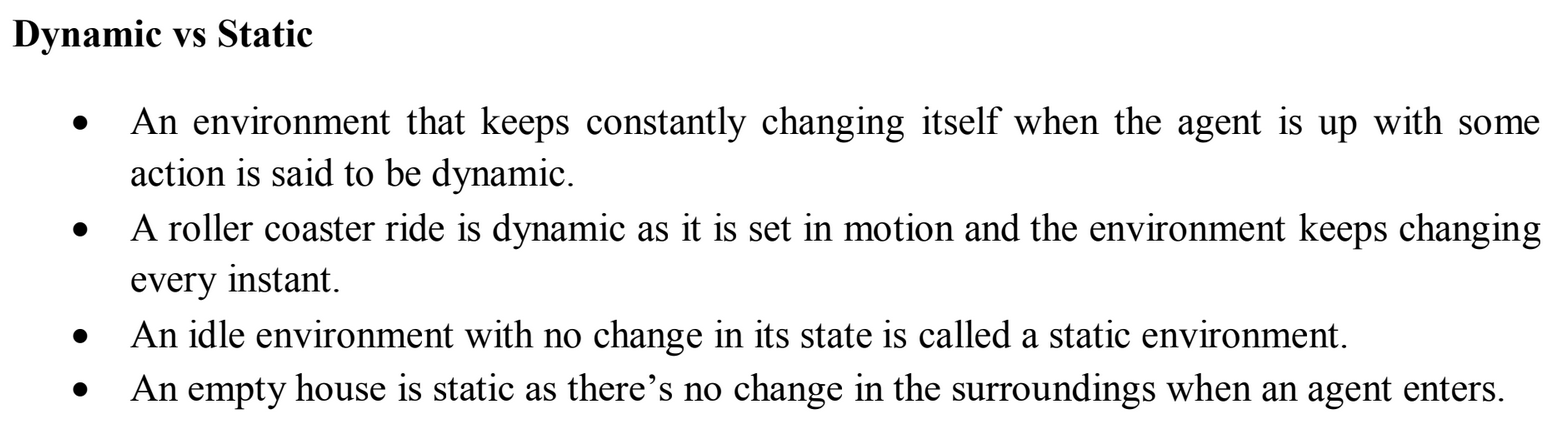 Dynamic vs Static
• An environment that keeps constantly changing itself when the agent is up with some
action is said to be dynamic.
• A roller coaster ride is dynamic as it is set in motion and the environment keeps changing
every instant.
• An idle environment with no change in its state is called a static environment.
• An empty house is static as there’s no change in the surroundings when an agent enters.